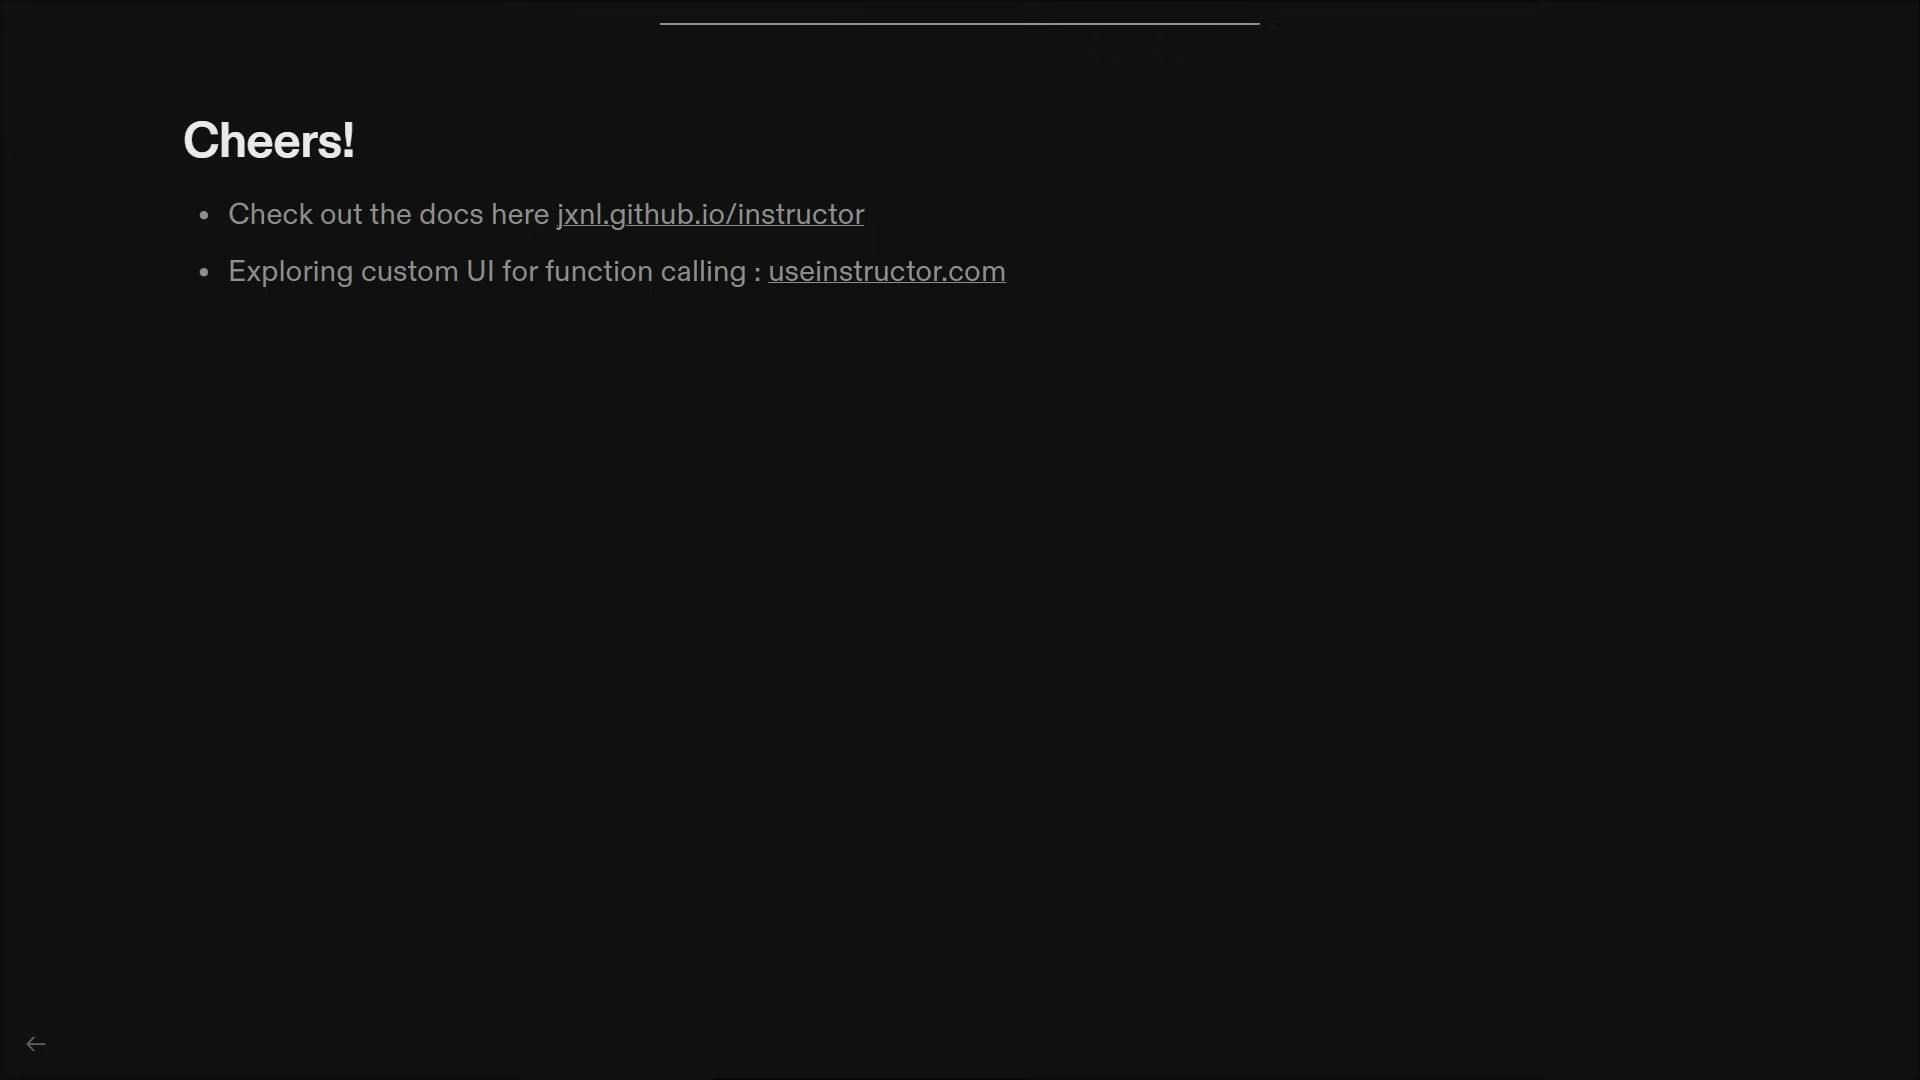 Cheers!
• Check out the docs here jxnl.github.io/instructor
• Exploring custom UI for function calling : useinstructor.com